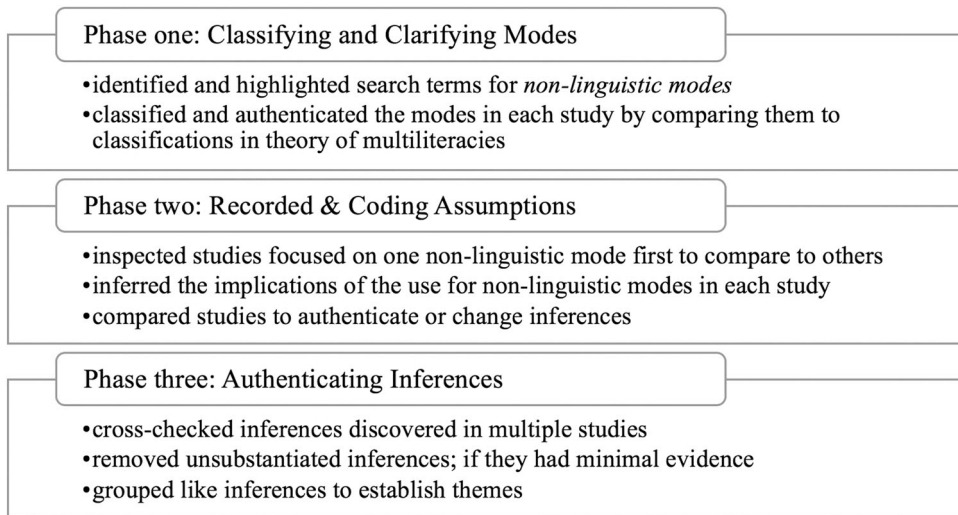 Phase one: Classifying and Clarifying Modes
•identified and highlighted search terms for non-linguistic modes
•classified and authenticated the modes in each study by comparing them to
classifications in theory of multiliteracies
Phase two: Recorded & Coding Assumptions
•inspected studies focused on one non-linguistic mode first to compare to others
•inferred the implications of the use for non-linguistic modes in each study
•compared studies to authenticate or change inferences
Phase three: Authenticating Inferences
•cross-checked inferences discovered in multiple studies
•removed unsubstantiated inferences; if they had minimal evidence
•grouped like inferences to establish themes